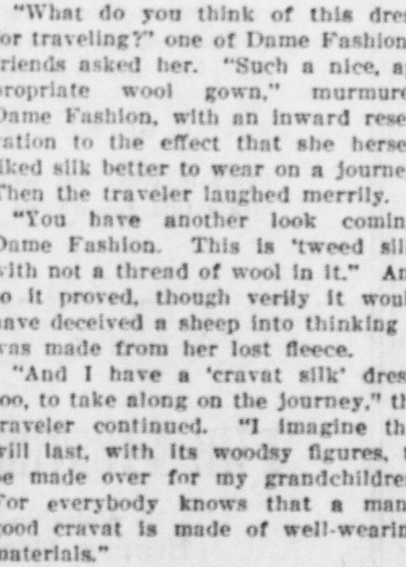 "What do you think of this dre
or traveling?" one of Dame Fashion
riends asked her. "Such a nice, a
propriate wool gown," murmure
Dame Fashion, with an inward rese
ation to the effect that she herse
iked silk better to wear on a journe
Then the traveler laughed merrily.
"You have another look comin
Dame Fashion. This is 'tweed sil
with not a thread of wool in it." An
o it proved, though verily it woul
ave deceived a sheep into thinking
was made from her lost fleece.
"And I have a 'cravat silk' dres
oo, to take along on the journey," th
raveler continued. "I imagine th
will last, with its woodsy figures, t
be made over for my grandchildre
For everybody knows that a man
good cravat is made of well-wearin
materials."